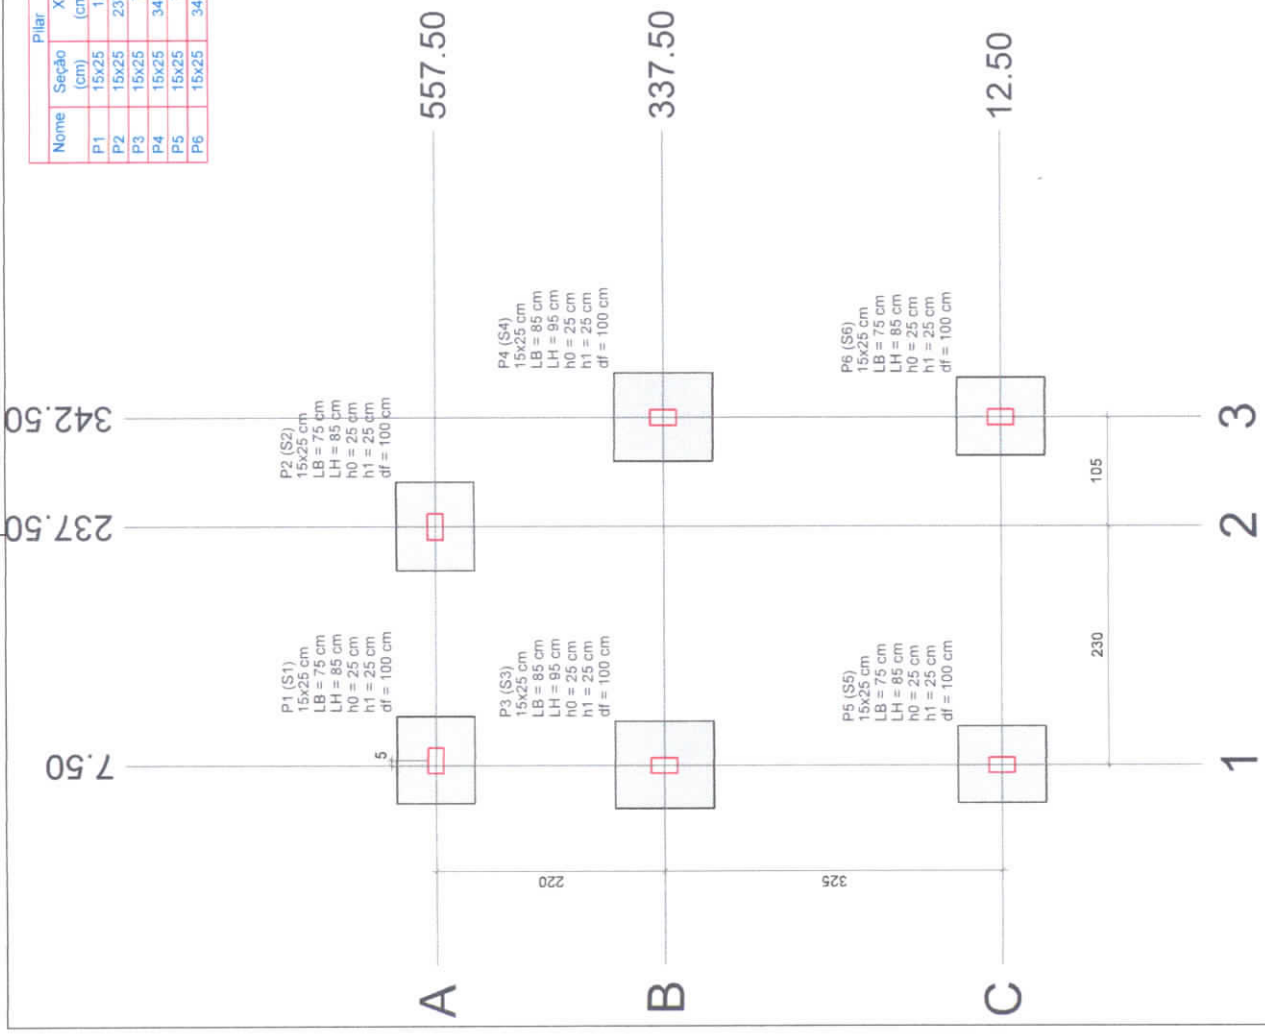 Pilar
Nome Seção X
(cm) (cm
P1 15x25 1
P2 15x25 23
P3 15x25
P4 15x25 34
P5 15x25
P6 15x25 34
557.50
337.50
12.50
342.50
237.50
7.50
P1 (S1)
15x25 cm
LB = 75 cm
LH = 85 cm
h0 = 25 cm
h1 = 25 cm
df = 100 cm
P2 (S2)
15x25 cm
LB = 75 cm
LH = 85 cm
h0 = 25 cm
h1 = 25 cm
df = 100 cm
P3 (S3)
15x25 cm
LB = 85 cm
LH = 95 cm
h0 = 25 cm
h1 = 25 cm
df = 100 cm
P4 (S4)
15x25 cm
LB = 85 cm
LH = 95 cm
h0 = 25 cm
h1 = 25 cm
df = 100 cm
P5 (S5)
15x25 cm
LB = 75 cm
LH = 85 cm
h0 = 25 cm
h1 = 25 cm
df = 100 cm
P6 (S6)
15x25 cm
LB = 75 cm
LH = 85 cm
h0 = 25 cm
h1 = 25 cm
df = 100 cm
5
220
325
230
105
A
B
C
1
2
3